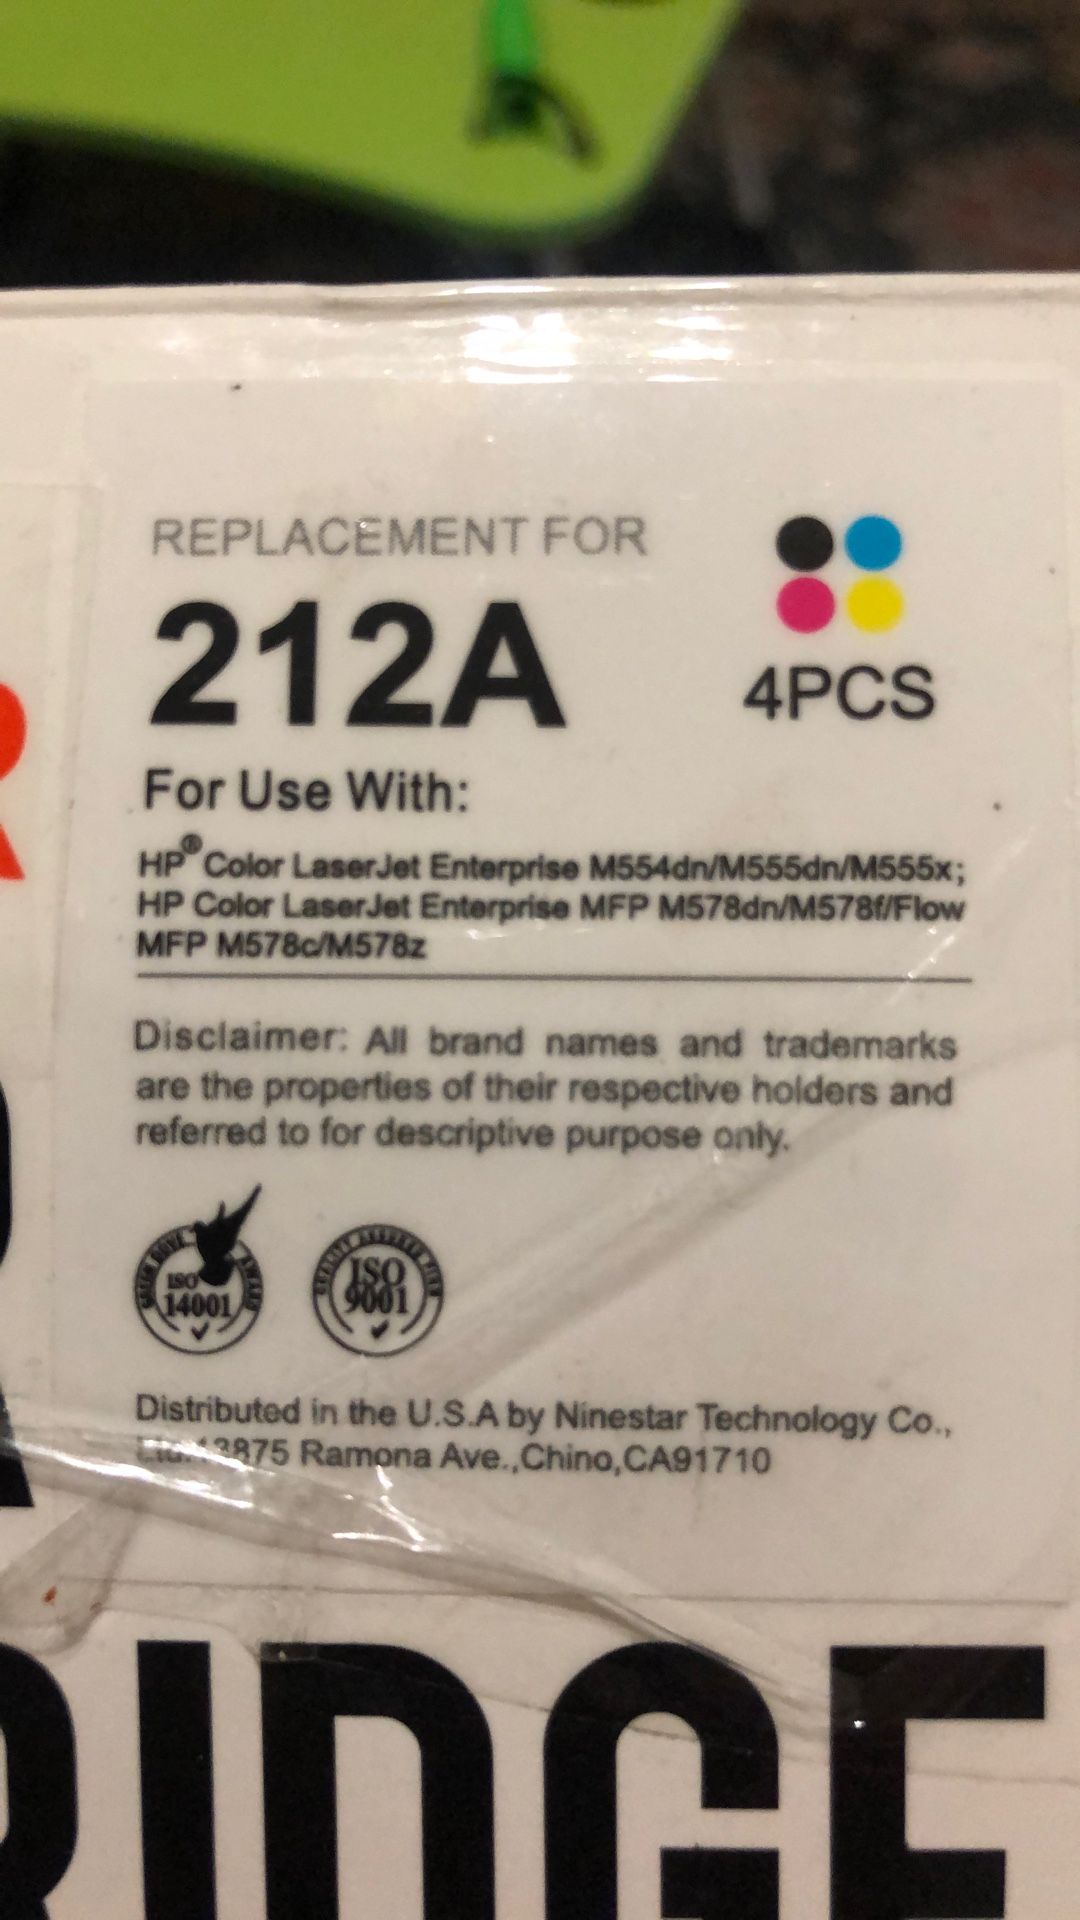 REPLACEMENT FOR
212A
4PCS
For Use With:
HP® Color LaserJet Enterprise M554dn/M555dn/M555x;
HP Color LaserJet Enterprise MFP M578dn/M578f/Flow
MFP M578c/M578z
Disclaimer: All brand names and trademarks
are the properties of their respective holders and
referred to for descriptive purpose only.
ISO
14001
ISO
9001
Distributed in the U.S.A by Ninestar Technology Co.,
Ltd.13875 Ramona Ave.,Chino,CA91710
RIDGE